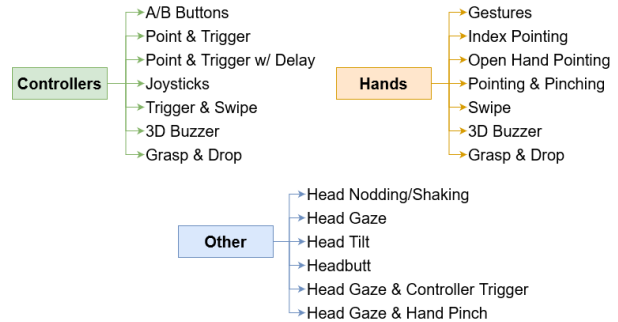 Controllers
A/B Buttons
Point & Trigger
Point & Trigger w/ Delay
Joysticks
Trigger & Swipe
3D Buzzer
Grasp & Drop
Hands
Gestures
Index Pointing
Open Hand Pointing
Pointing & Pinching
Swipe
3D Buzzer
Grasp & Drop
Other
Head Nodding/Shaking
Head Gaze
Head Tilt
Headbutt
Head Gaze & Controller Trigger
Head Gaze & Hand Pinch